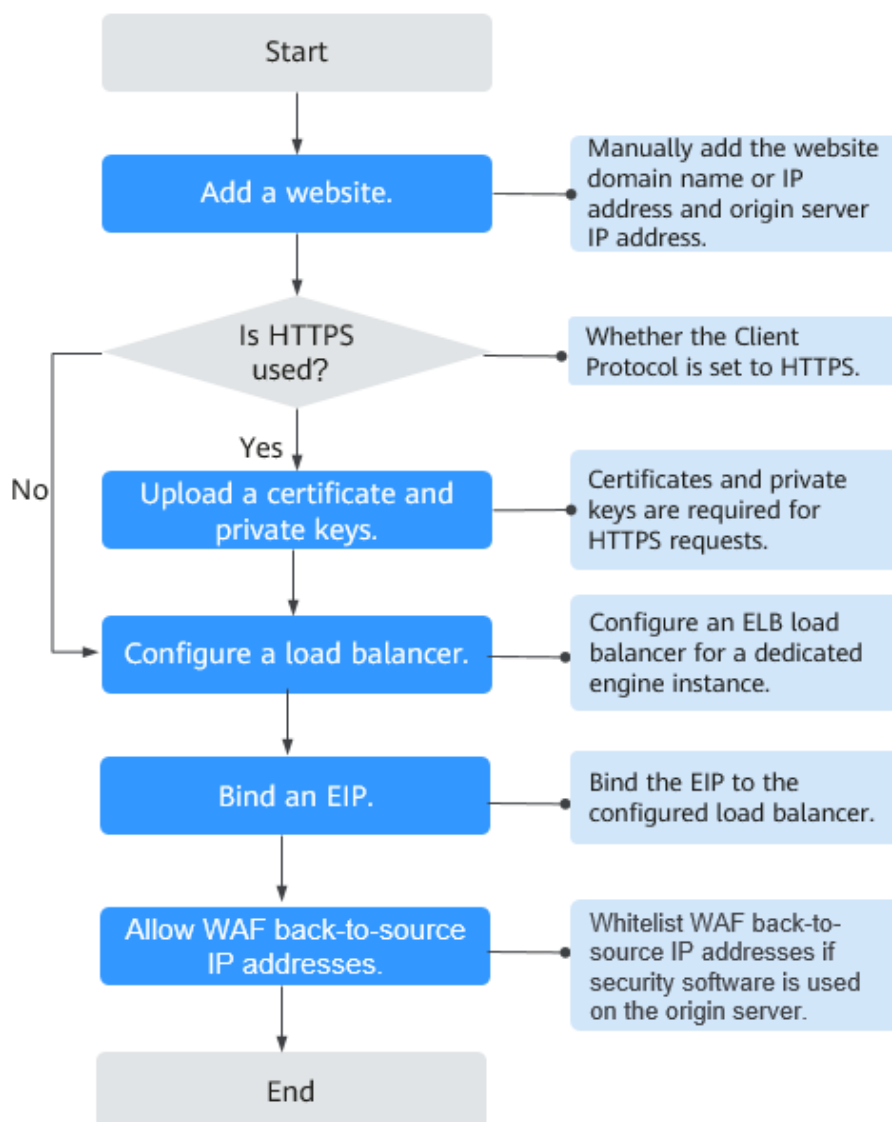 Start
Add a website.
Manually add the website
domain name or IP
address and origin server
IP address.
Is HTTPS
used?
Whether the Client
Protocol is set to HTTPS.
Yes
No
Upload a certificate and
private keys.
Certificates and private
keys are required for
HTTPS requests.
Configure a load balancer.
Configure an ELB load
balancer for a dedicated
engine instance.
Bind an EIP.
Bind the EIP to the
configured load balancer.
Allow WAF back-to-source
IP addresses.
Whitelist WAF back-to-
source IP addresses if
security software is used
on the origin server.
End